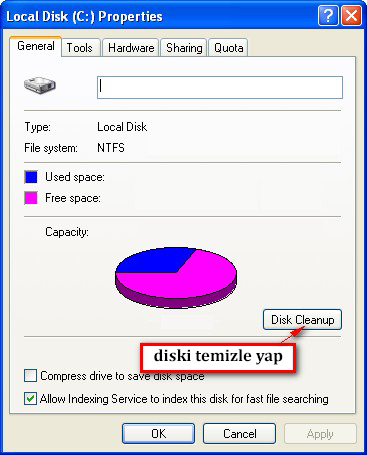 Local Disk (C:) Properties
General Tools Hardware Sharing Quota
Type: Local Disk
File system: NTFS
Used space:
Free space:
Capacity:
Disk Cleanup
diski temizle yap
Compress drive to save disk space
Allow Indexing Service to index this disk for fast file searching
OK Cancel Apply